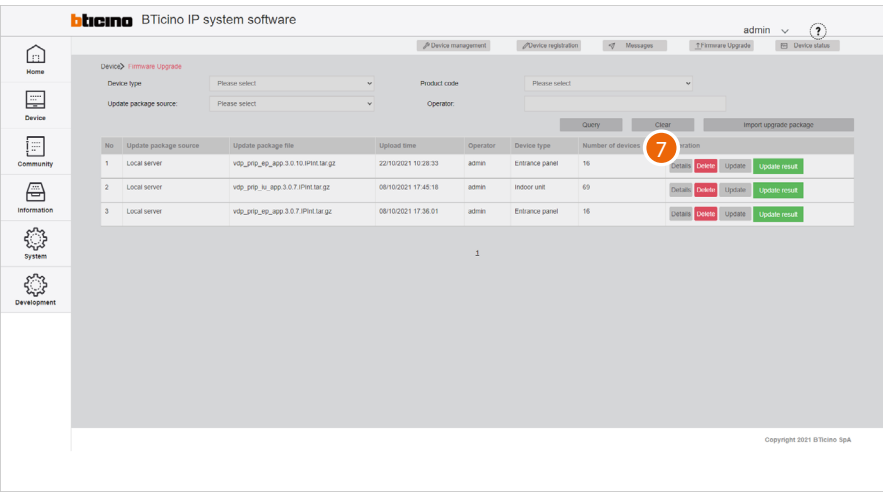 bticino BTicino IP system software
admin
?
Device management Device registration Messages Firmware Upgrade Device status
Home
Device
Community
Information
System
Development
Device> Firmware Upgrade
Device type Please select Product code Please select
Update package source: Please select Operator:
Query Clear Import upgrade package
No Update package source Update package file Upload time Operator Device type Number of devices 7 eration
1 Local server vdp_prip_ep_app.3.0.10.IPInt.tar.gz 22/10/2021 10:28:33 admin Entrance panel 16 Details Delete Update Update result
2 Local server vdp_prip_iu_app.3.0.7.IPInt.tar.gz 08/10/2021 17:45:18 admin Indoor unit 69 Details Delete Update Update result
3 Local server vdp_prip_ep_app.3.0.7.IPInt.tar.gz 08/10/2021 17:36:01 admin Entrance panel 16 Details Delete Update Update result
1
Copyright 2021 BTicino SpA